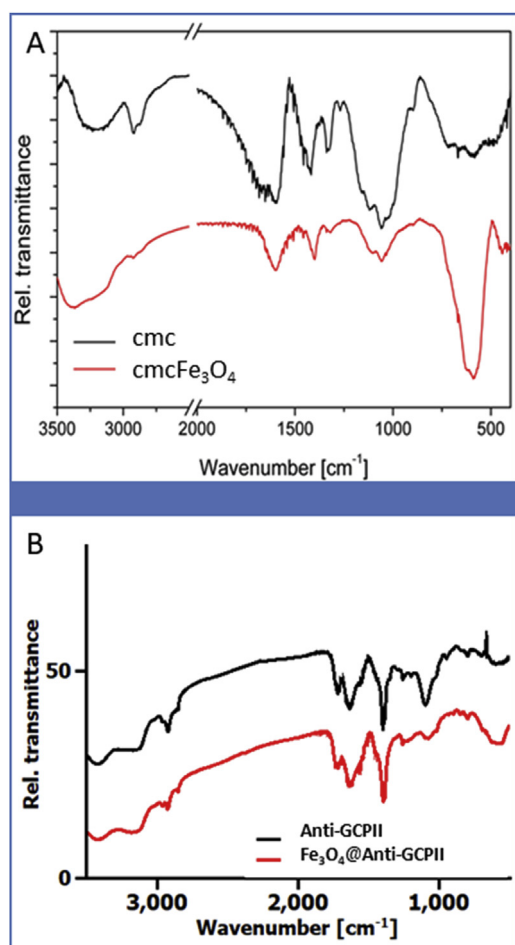 A
Rel. transmittance
cmc
cmcFe₃O₄
3500 3000 2000 1500 1000 500
Wavenumber [cm⁻¹]
B
Rel. transmittance
50
0
Anti-GCPII
Fe₃O₄@Anti-GCPII
3,000 2,000 1,000
Wavenumber [cm⁻¹]